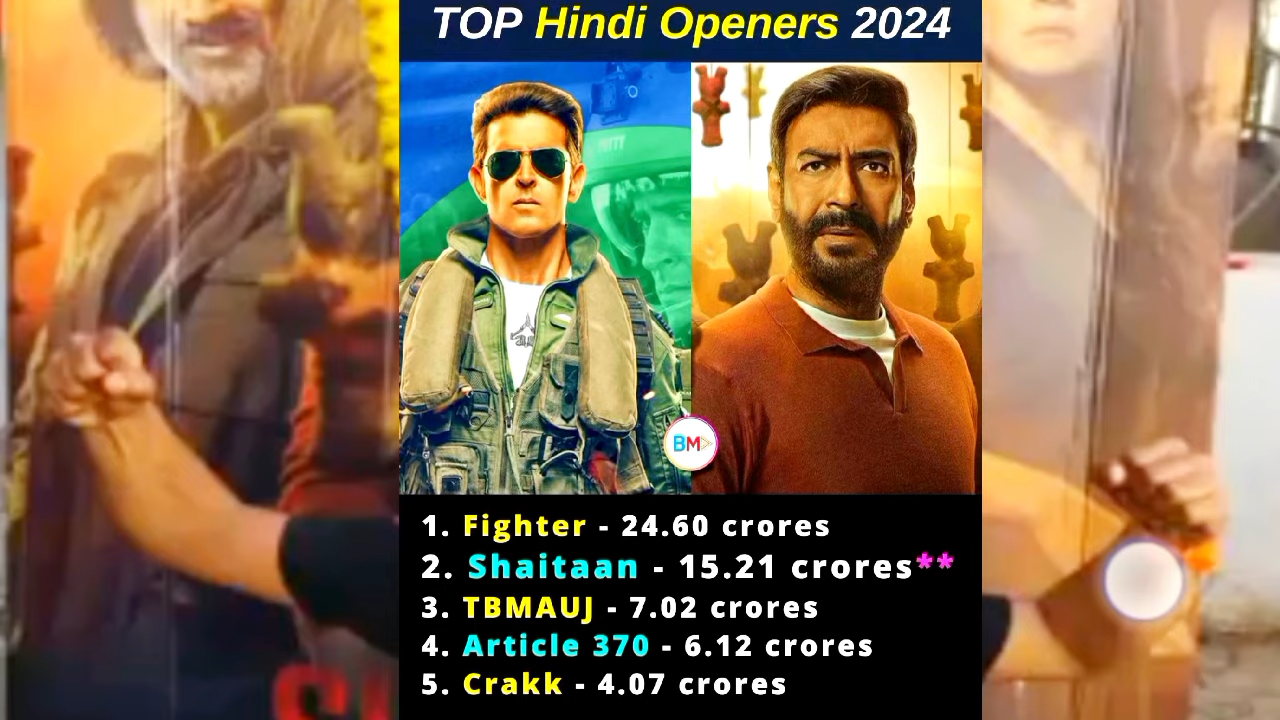 TOP Hindi Openers 2024
BM
1. Fighter - 24.60 crores
2. Shaitaan - 15.21 crores**
3. TBMAUJ - 7.02 crores
4. Article 370 - 6.12 crores
5. Crakk - 4.07 crores